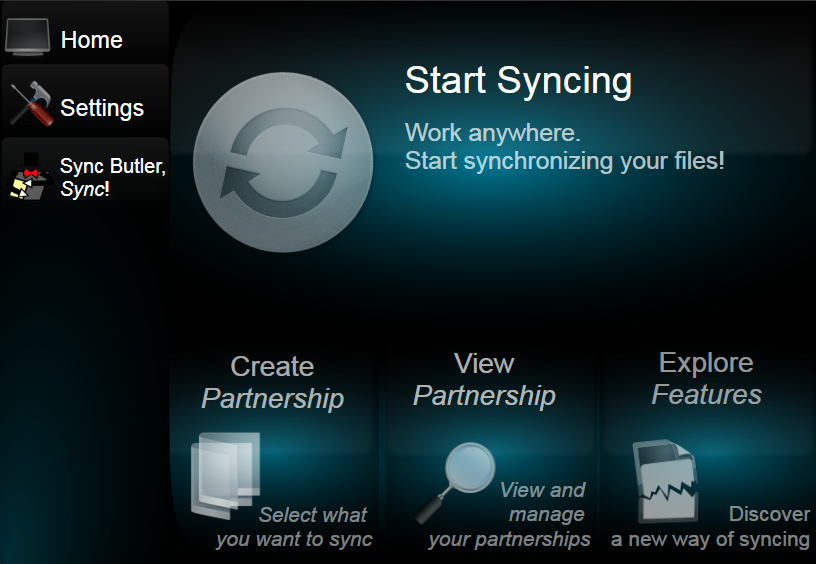 Home
Settings
Sync Butler,
Sync!
Start Syncing
Work anywhere.
Start synchronizing your files!
Create
Partnership
Select what
you want to sync
View
Partnership
View and
manage
your partnerships
Explore
Features
Discover
a new way of syncing